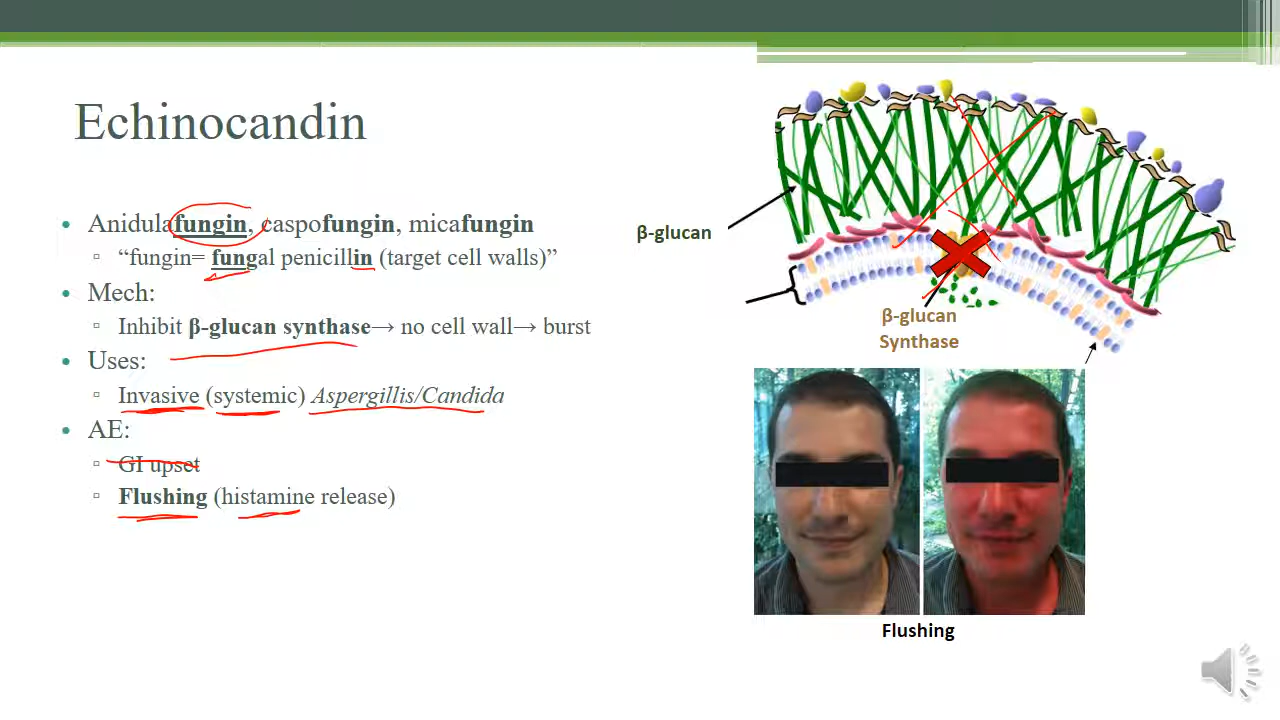 Echinocandin
• Anidulafungin, caspofungin, micafungin
▫ “fungin= fungal penicillin (target cell walls)”
• Mech:
▫ Inhibit β-glucan synthase→ no cell wall→ burst
• Uses:
▫ Invasive (systemic) Aspergillis/Candida
• AE:
▫ GI upset
▫ Flushing (histamine release)
β-glucan
β-glucan
Synthase
Flushing